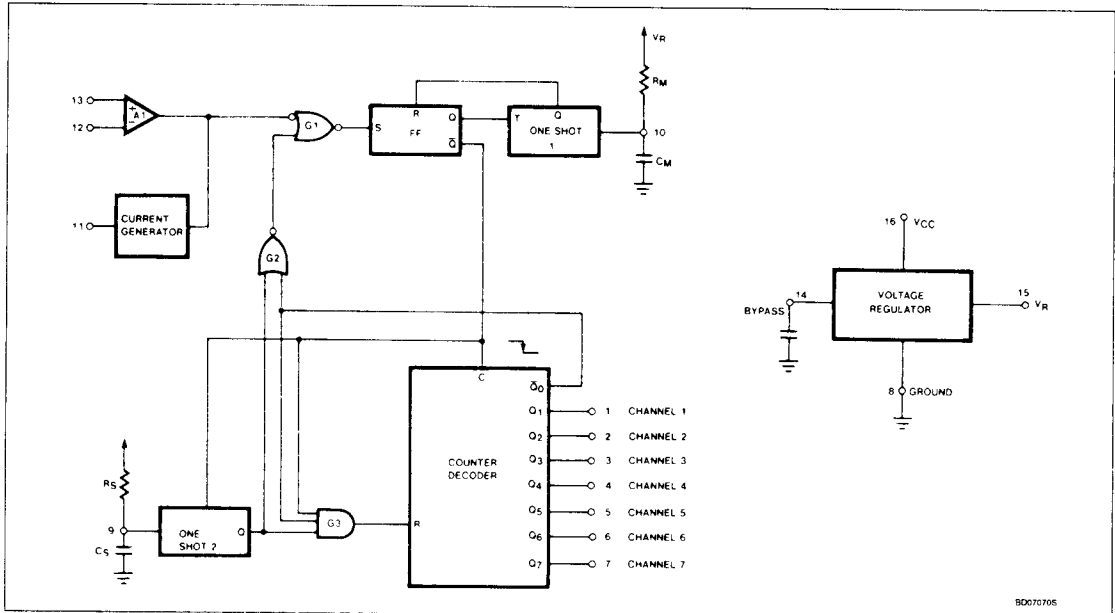 13
12
+
−
A1
11
CURRENT
GENERATOR
G1
S
R
FF
Q
Q̄
T
Q
ONE SHOT
1
VR
RM
10
CM
G2
C
Q̄0
Q1 1 CHANNEL 1
Q2 2 CHANNEL 2
Q3 3 CHANNEL 3
Q4 4 CHANNEL 4
Q5 5 CHANNEL 5
Q6 6 CHANNEL 6
Q7 7 CHANNEL 7
COUNTER
DECODER
R
G3
RS
9
CS
ONE
SHOT 2
Q
16 VCC
14
BYPASS
VOLTAGE
REGULATOR
15
VR
8 GROUND
BD07070S